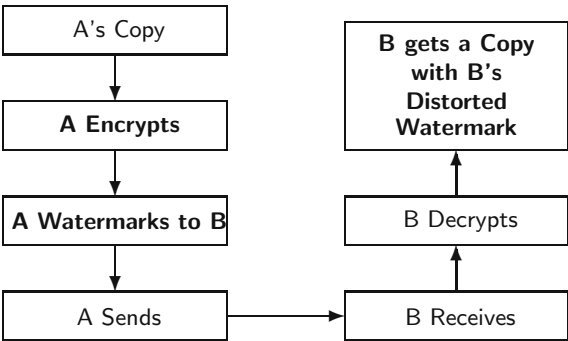 A's Copy
A Encrypts
A Watermarks to B
A Sends
B Receives
B Decrypts
B gets a Copy
with B's
Distorted
Watermark